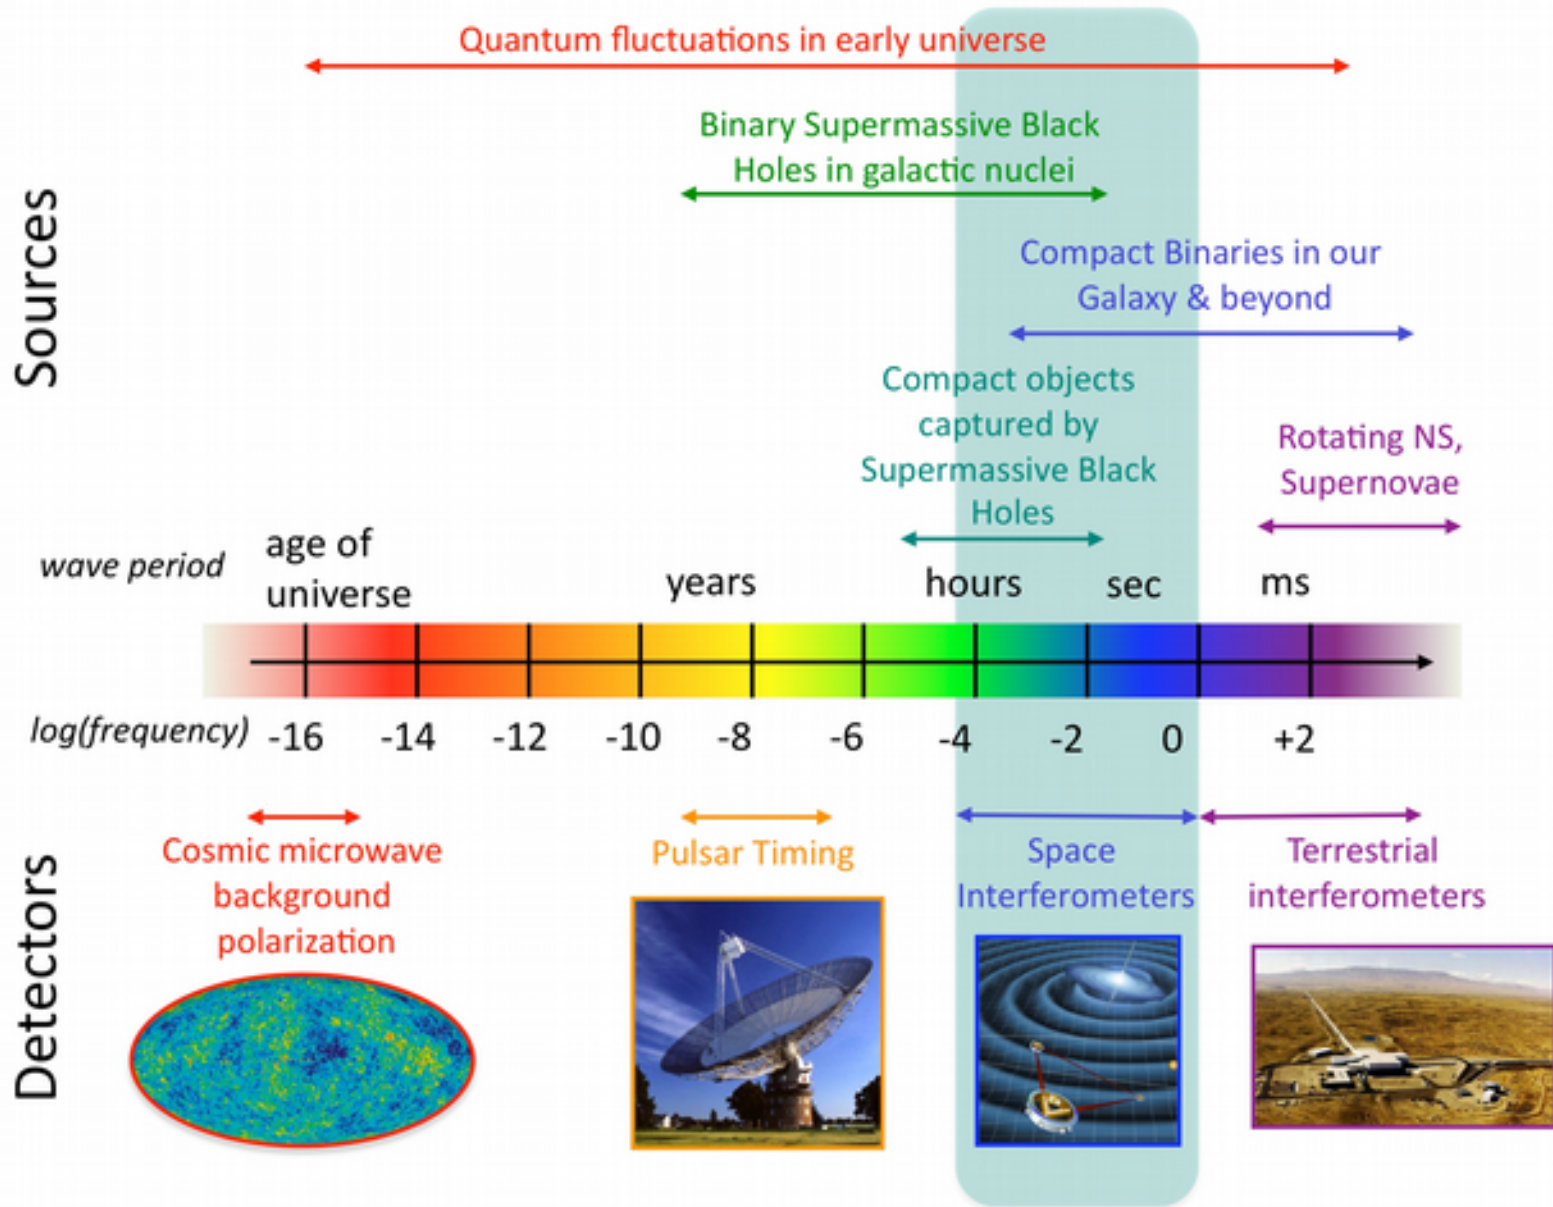 Quantum fluctuations in early universe
Binary Supermassive Black
Holes in galactic nuclei
Compact Binaries in our
Galaxy & beyond
Compact objects
captured by
Supermassive Black
Holes
Rotating NS,
Supernovae
Sources
wave period
age of
universe
years
hours
sec
ms
log(frequency)
-16
-14
-12
-10
-8
-6
-4
-2
0
+2
Detectors
Cosmic microwave
background
polarization
Pulsar Timing
Space
Interferometers
Terrestrial
interferometers